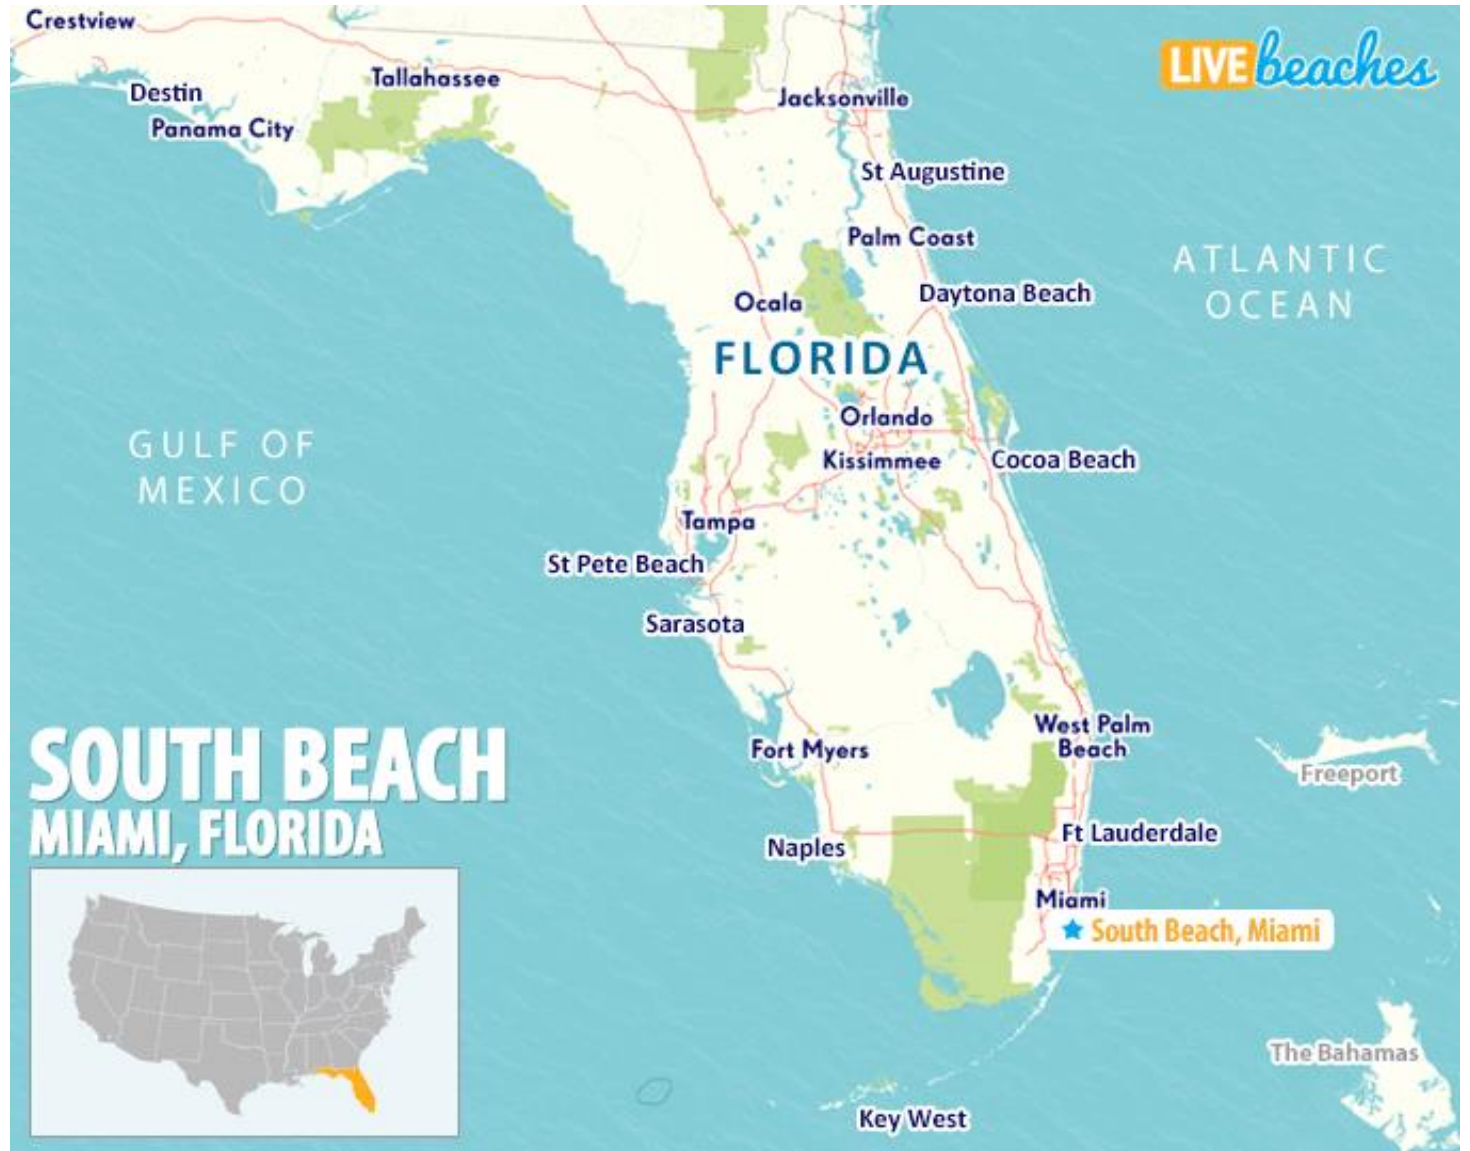 Crestview
LIVE beaches
Tallahassee
Destin
Jacksonville
Panama City
St Augustine
Palm Coast
ATLANTIC
OCEAN
Daytona Beach
Ocala
FLORIDA
Orlando
GULF OF
MEXICO
Kissimmee
Cocoa Beach
Tampa
St Pete Beach
Sarasota
West Palm
Beach
SOUTH BEACH
MIAMI, FLORIDA
Fort Myers
Freeport
Ft Lauderdale
Naples
Miami
South Beach, Miami
The Bahamas
Key West